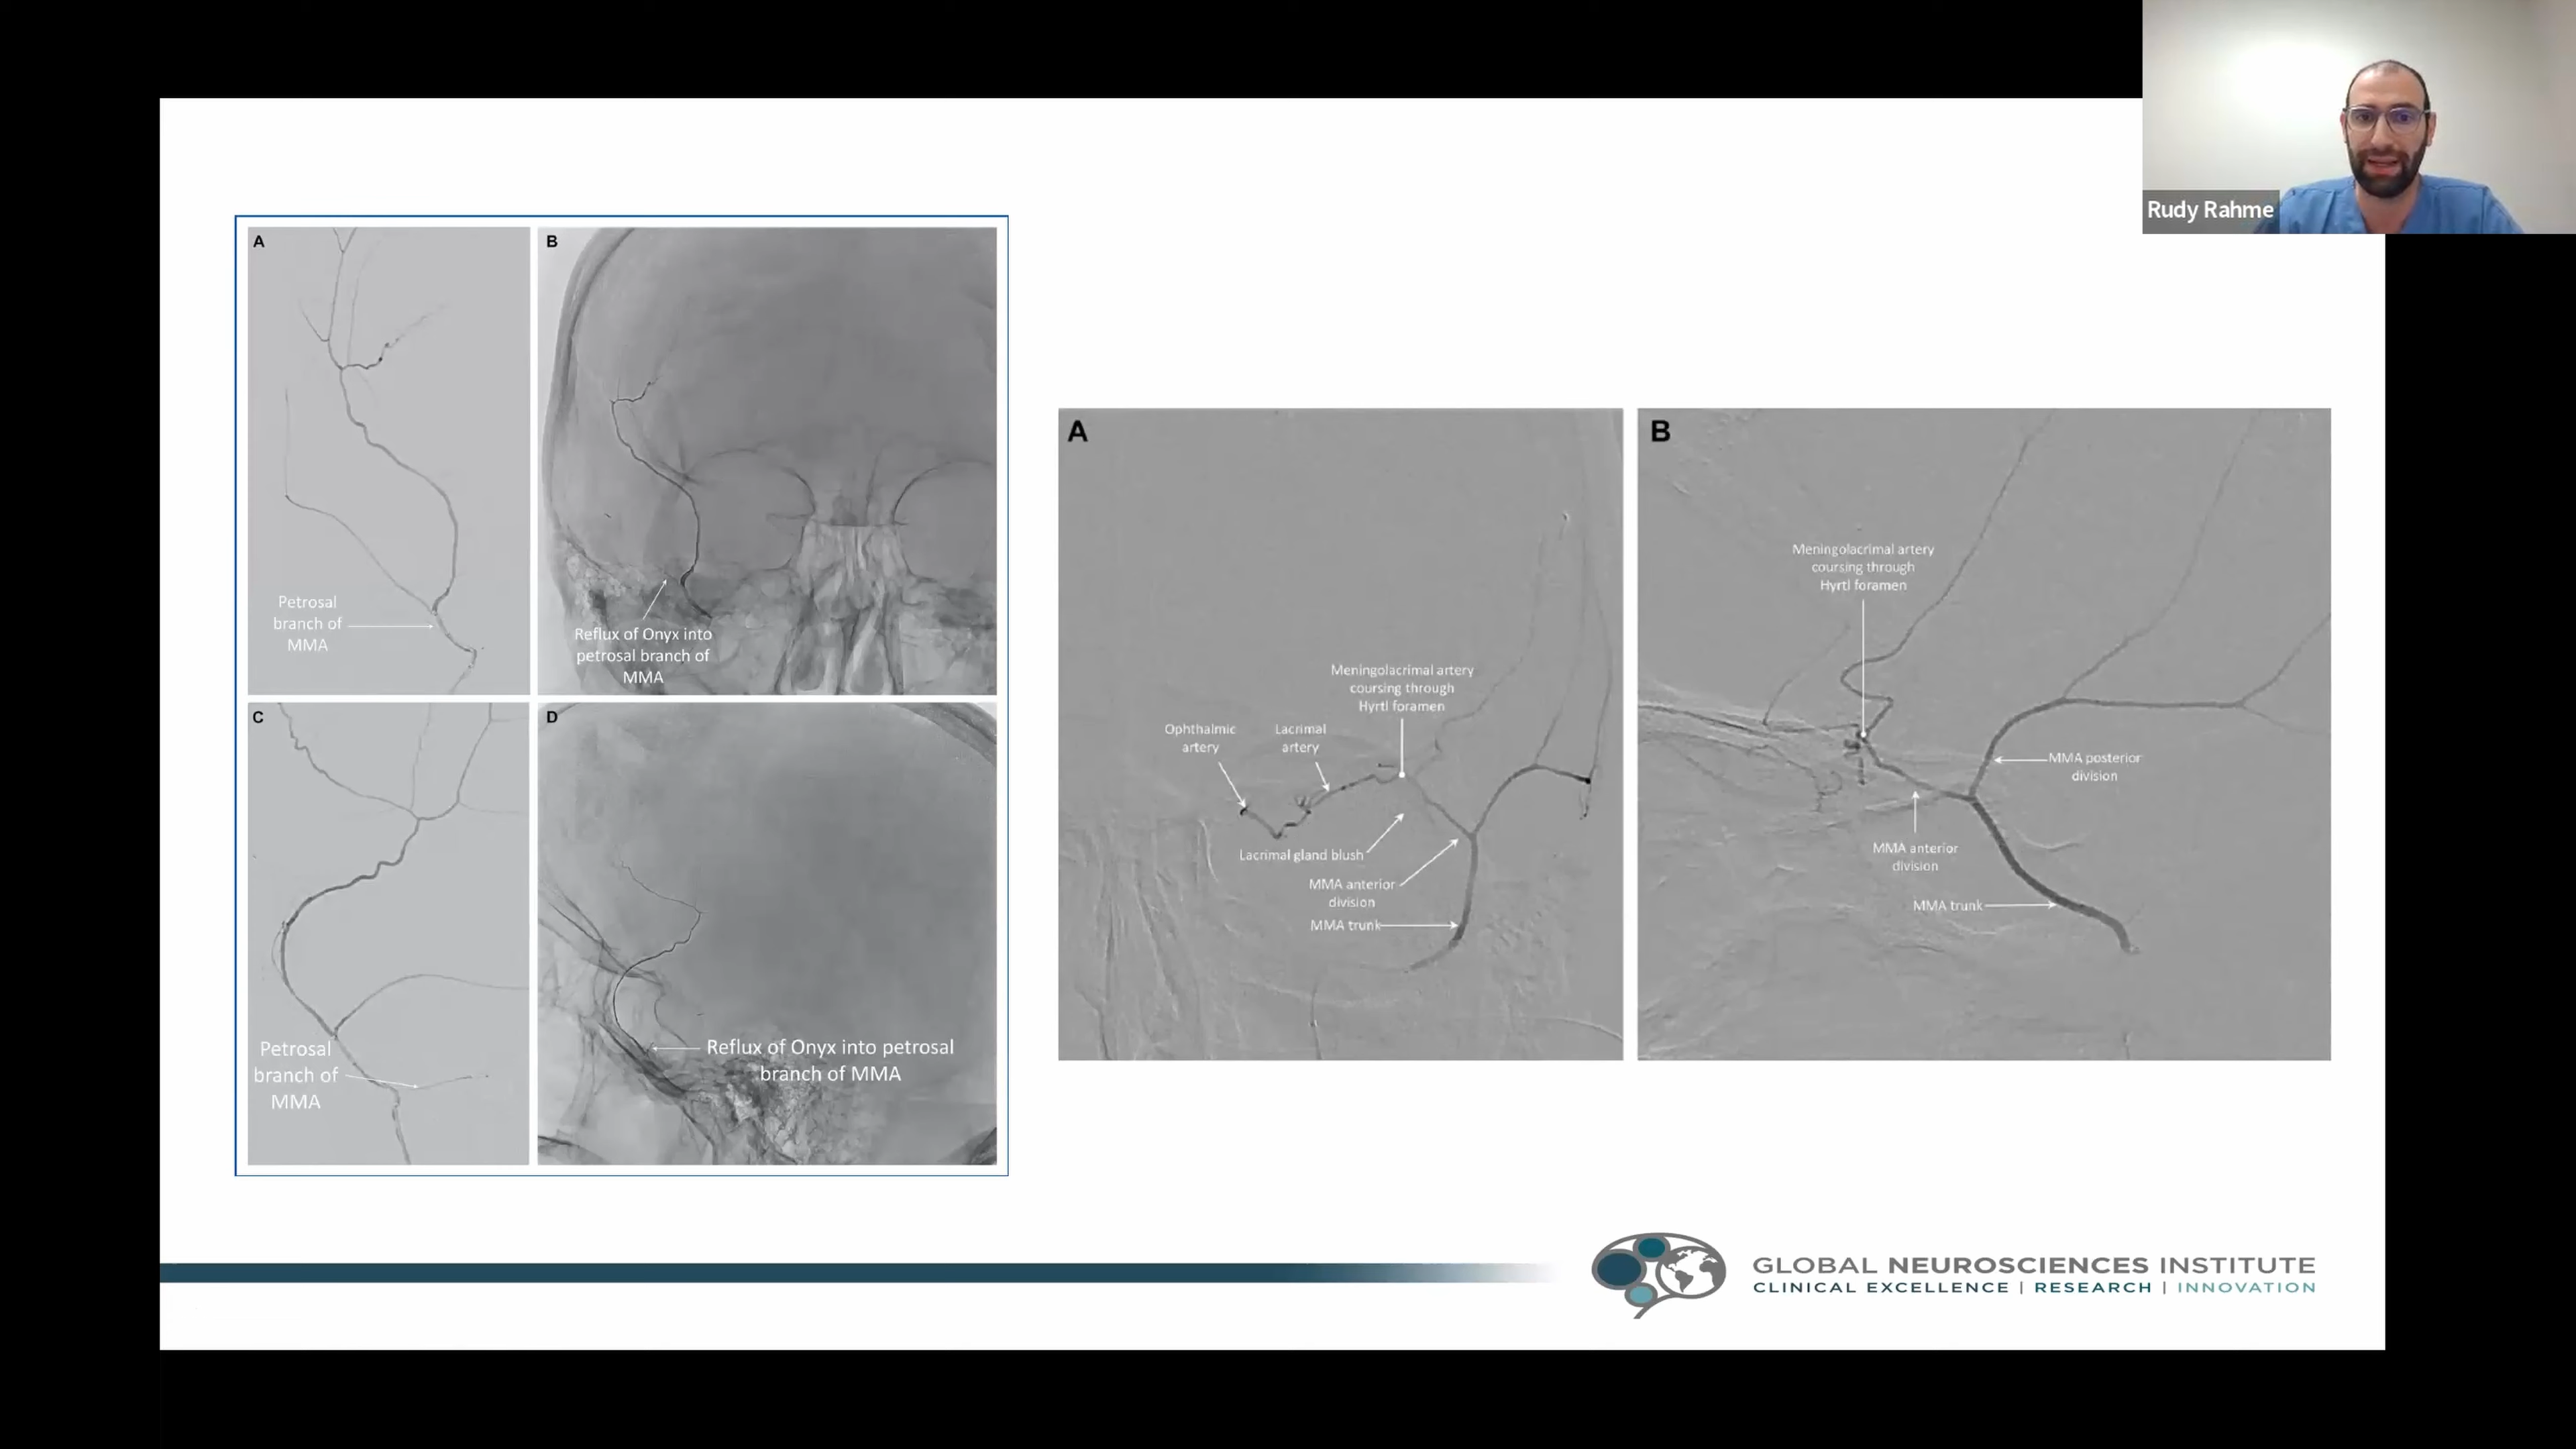 Rudy Rahme
A
Petrosal
branch of
MMA
B
Reflux of Onyx into
petrosal branch of
MMA
C
Petrosal
branch of
MMA
D
Reflux of Onyx into petrosal
branch of MMA
A
Meningolacrimal artery
coursing through
Hyrtl foramen
Ophthalmic
artery
Lacrimal
artery
Lacrimal gland blush
MMA anterior
division
MMA trunk
B
Meningolacrimal artery
coursing through
Hyrtl foramen
MMA posterior
division
MMA anterior
division
MMA trunk
GLOBAL NEUROSCIENCES INSTITUTE
CLINICAL EXCELLENCE | RESEARCH | INNOVATION